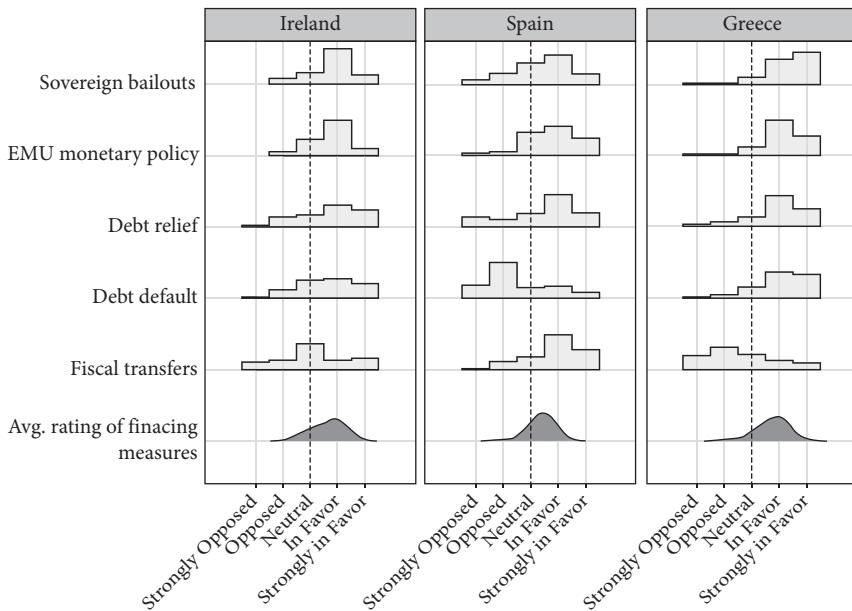 Ireland
Spain
Greece
Sovereign bailouts
EMU monetary policy
Debt relief
Debt default
Fiscal transfers
Avg. rating of finacing
measures
Strongly Opposed
Opposed
Neutral
In Favor
Strongly in Favor
Strongly Opposed
Opposed
Neutral
In Favor
Strongly in Favor
Strongly Opposed
Opposed
Neutral
In Favor
Strongly in Favor